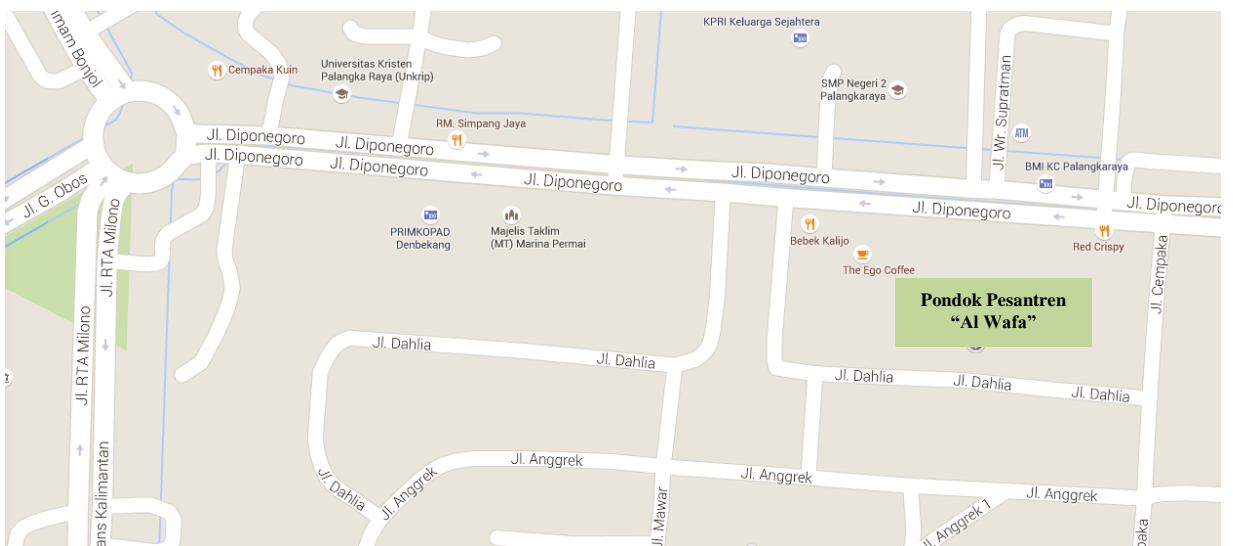 KPRI Keluarga Sejahtera
Imam Bonjol
Cempaka Kuin
Universitas Kristen
Palangka Raya (Unkrip)
SMP Negeri 2
Palangkaraya
Jl. Wr. Supratman
ATM
RM. Simpang Jaya
Jl. Diponegoro
Jl. Diponegoro
Jl. Diponegoro
Jl. Diponegoro
Jl. Diponegoro
Jl. Diponegoro
BMI KC Palangkaraya
Jl. Diponegoro
Jl. Diponegoro
Jl. G. Obos
Jl. RTA Milono
PRIMKOPAD
Denbekang
Majelis Taklim
(MT) Marina Permai
Bebek Kalijo
The Ego Coffee
Red Crispy
Jl. Cempaka
Pondok Pesantren
“Al Wafa”
Jl. RTA Milono
Jl. Dahlia
Jl. Dahlia
Jl. Dahlia
Jl. Dahlia
Jl. Dahlia
Jl. Dahlia
Jl. Anggrek
Jl. Anggrek
Jl. Anggrek
Jl. Anggrek
Jl. Anggrek 1
Jl. Mawar
ans Kalimantan
paka